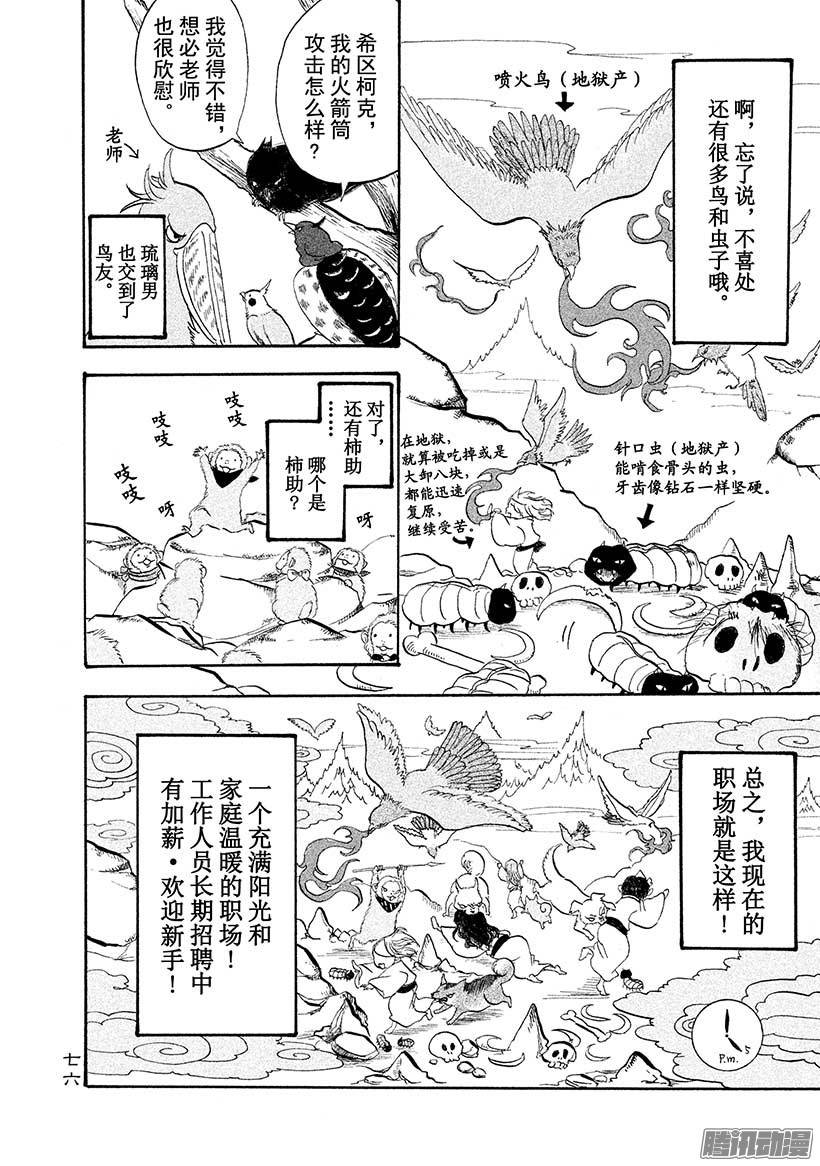 啊，忘了说，不喜处
还有很多鸟和虫子哦。
喷火鸟（地狱产）
针口虫（地狱产）
能啃食骨头的虫，
牙齿像钻石一样坚硬。
在地狱，
就算被吃掉或是
大卸八块，
都能迅速
复原，
继续受苦。
希区柯克，
我的火箭筒
攻击怎么
样？
我觉得不错，
想必老师
也很欣慰。
老师
琉璃男
也交到了
鸟友。
对了，
还有柿助
……
哪个是
柿助？
吱吱
吱吱
吱吱
呀
呀
总之，我现在的
职场就是这样！
一个充满阳光和
家庭温暖的职场！
工作人员长期招聘中
有加薪·欢迎新手！
P.m. 5
七六
腾讯动漫